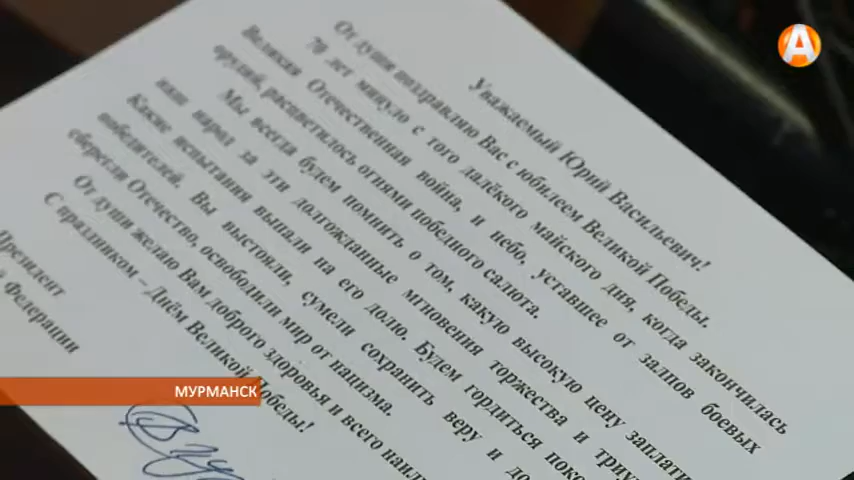 Уважаемый Юрий Васильевич!
От души поздравляю Вас с юбилеем Великой Победы.
70 лет минуло с того далёкого майского дня, когда закончилась
Великая Отечественная война, и небо, уставшее от залпов боевых
орудий, расцветилось огнями победного салюта.
Мы всегда будем помнить о том, какую высокую цену заплати
наш народ за эти долгожданные мгновения торжества и триу
Какие испытания выпали на его долю. Будем гордиться поко
победителей. Вы выстояли, сумели сохранить веру и до
сберегли Отечество, освободили мир от нацизма.
От души желаю Вам доброго здоровья и всего наил
С праздником – Днём Великой Победы!
Президент
Федерации
МУРМАНСК
А